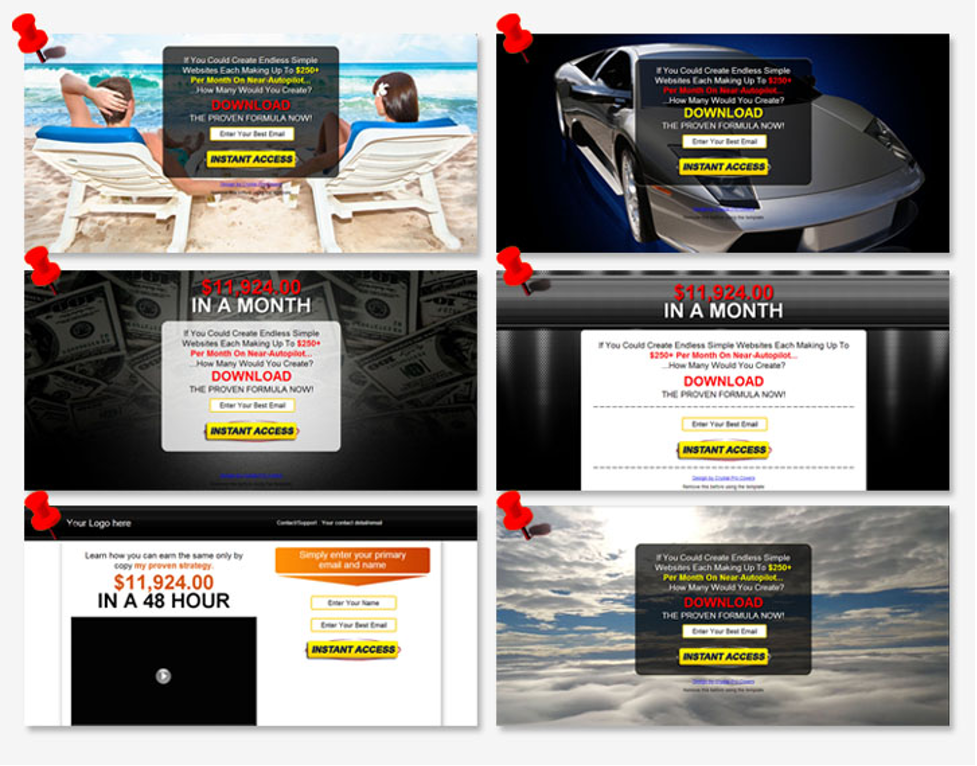 If You Could Create Endless Simple
Websites Each Making Up To $250+
Per Month On Near-Autopilot...
...How Many Would You Create?
DOWNLOAD
THE PROVEN FORMULA NOW!
Enter Your Best Email
INSTANT ACCESS
If You Could Create Endless Simple
Websites Each Making Up To $250+
Per Month On Near-Autopilot...
...How Many Would You Create?
DOWNLOAD
THE PROVEN FORMULA NOW!
Enter Your Best Email
INSTANT ACCESS
Remove this before using the template
$11,924.00
IN A MONTH
If You Could Create Endless Simple
Websites Each Making Up To $250+
Per Month On Near-Autopilot...
...How Many Would You Create?
DOWNLOAD
THE PROVEN FORMULA NOW!
Enter Your Best Email
INSTANT ACCESS
$11,924.00
IN A MONTH
If You Could Create Endless Simple Websites Each Making Up To
$250+ Per Month On Near-Autopilot...
...How Many Would You Create?
DOWNLOAD
THE PROVEN FORMULA NOW!
Enter Your Best Email
INSTANT ACCESS
Design by Crystal Pro Covers
Remove this before using the template
Your Logo here
Contact/Support : Your contact detail/email
Learn how you can earn the same only by
copy my proven strategy.
$11,924.00
IN A 48 HOUR
Simply enter your primary
email and name
Enter Your Name
Enter Your Best Email
INSTANT ACCESS
If You Could Create Endless Simple
Websites Each Making Up To $250+
Per Month On Near-Autopilot...
...How Many Would You Create?
DOWNLOAD
THE PROVEN FORMULA NOW!
Enter Your Best Email
INSTANT ACCESS
Design by Crystal Pro Covers
Remove this before using the template